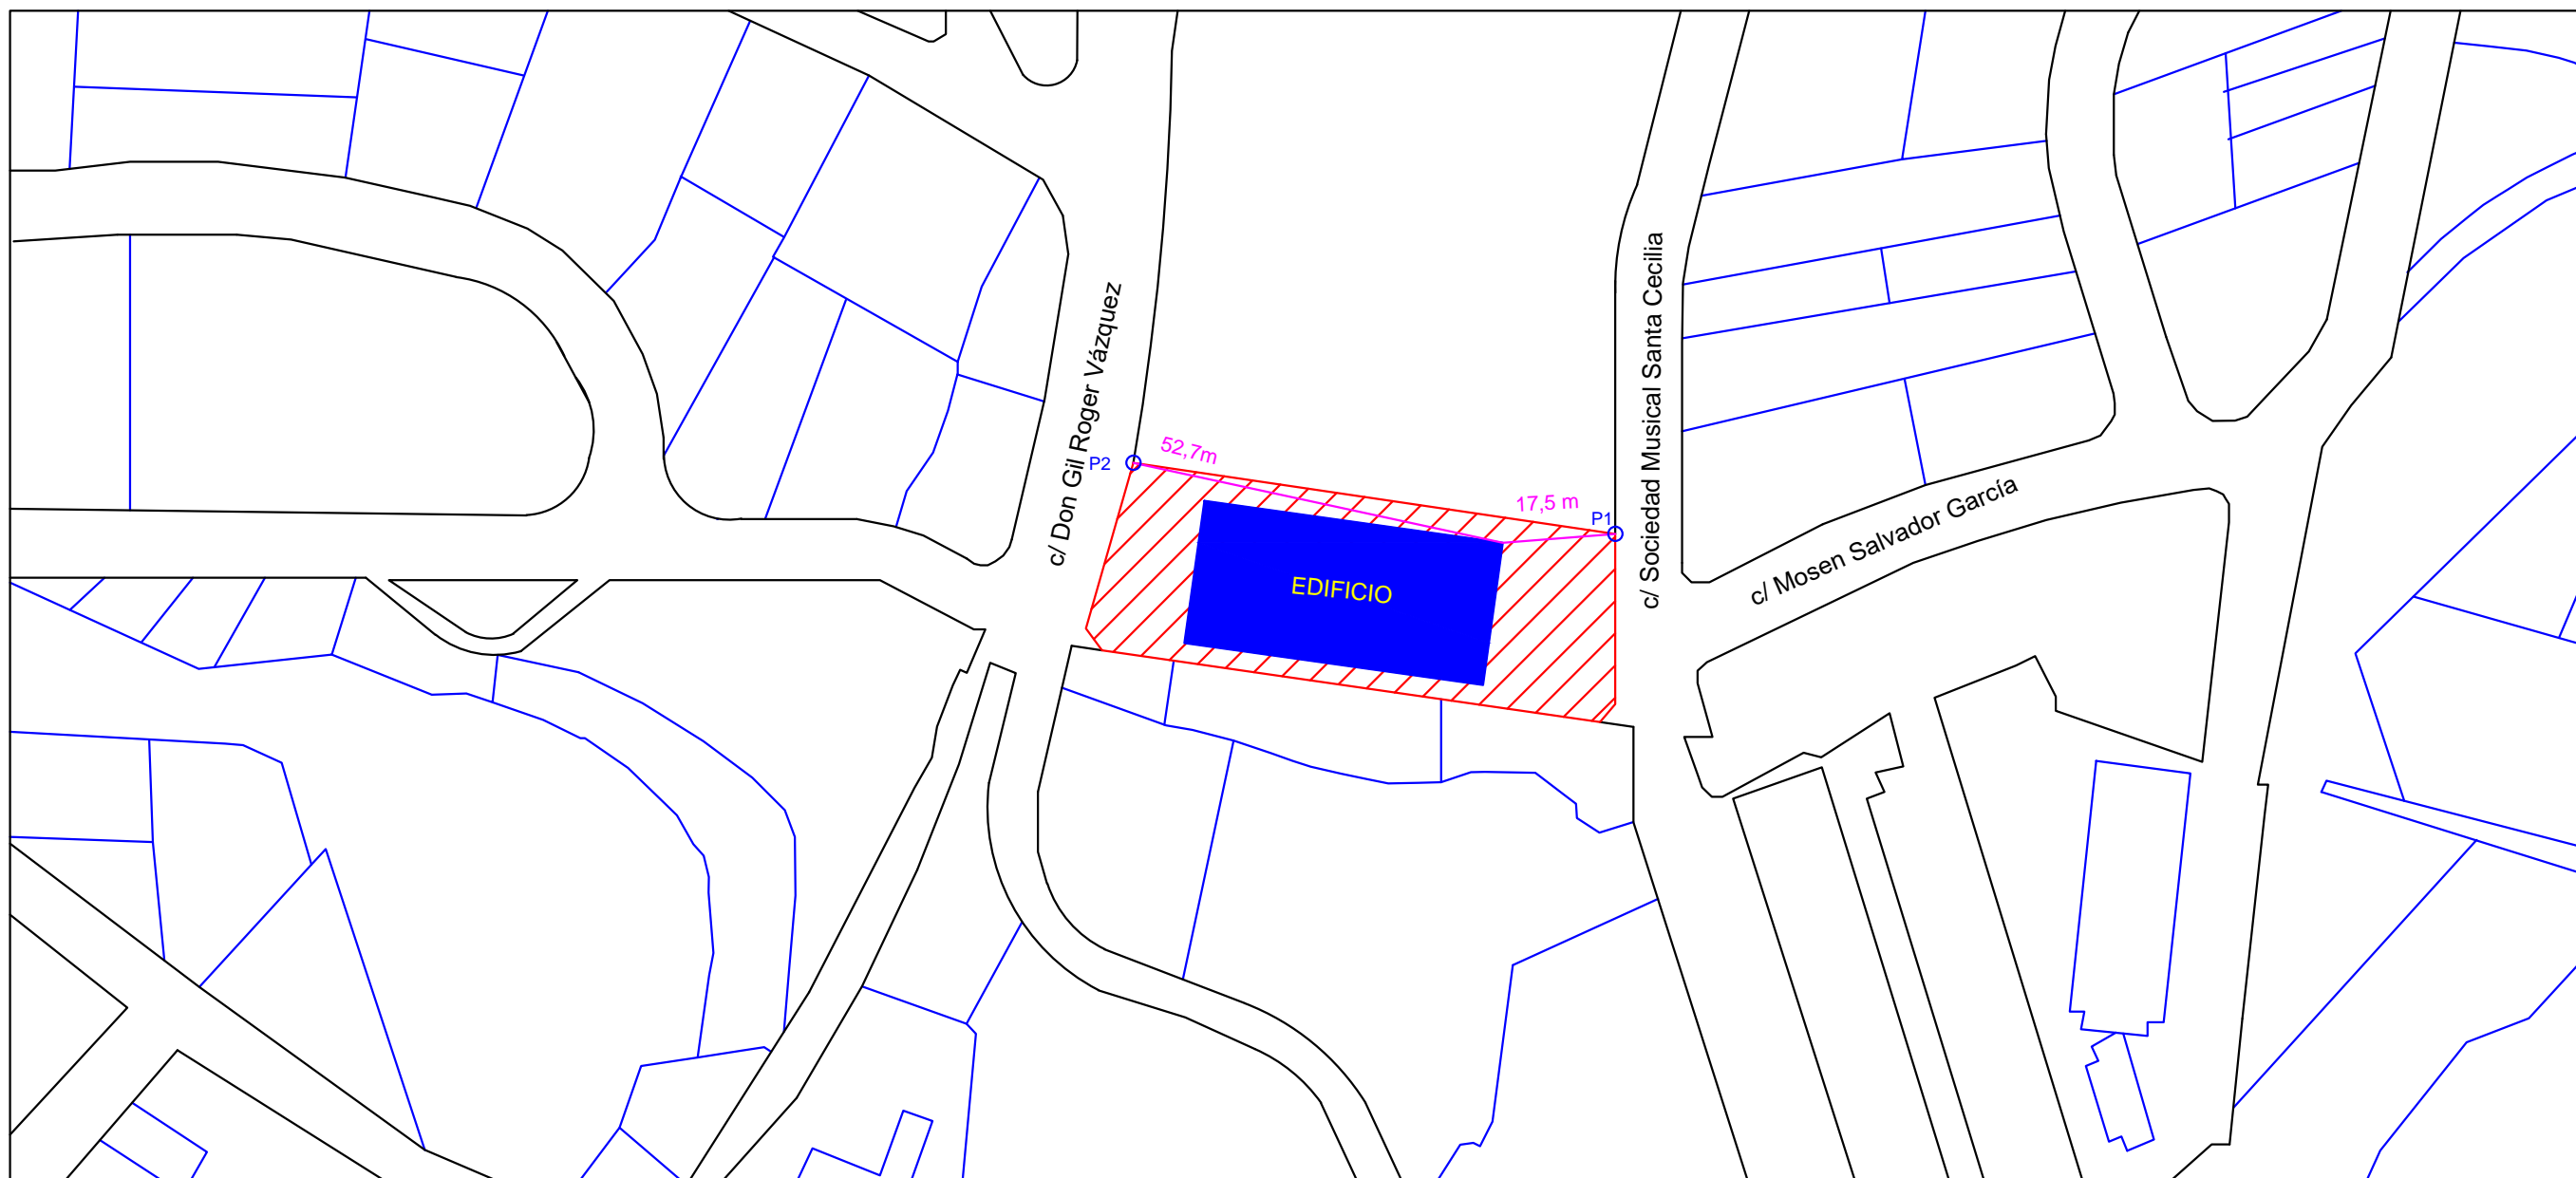 c/ Don Gil Roger Vázquez
c/ Sociedad Musical Santa Cecilia
52,7m
P2
17,5 m
P1
EDIFICIO
c/ Mosen Salvador García